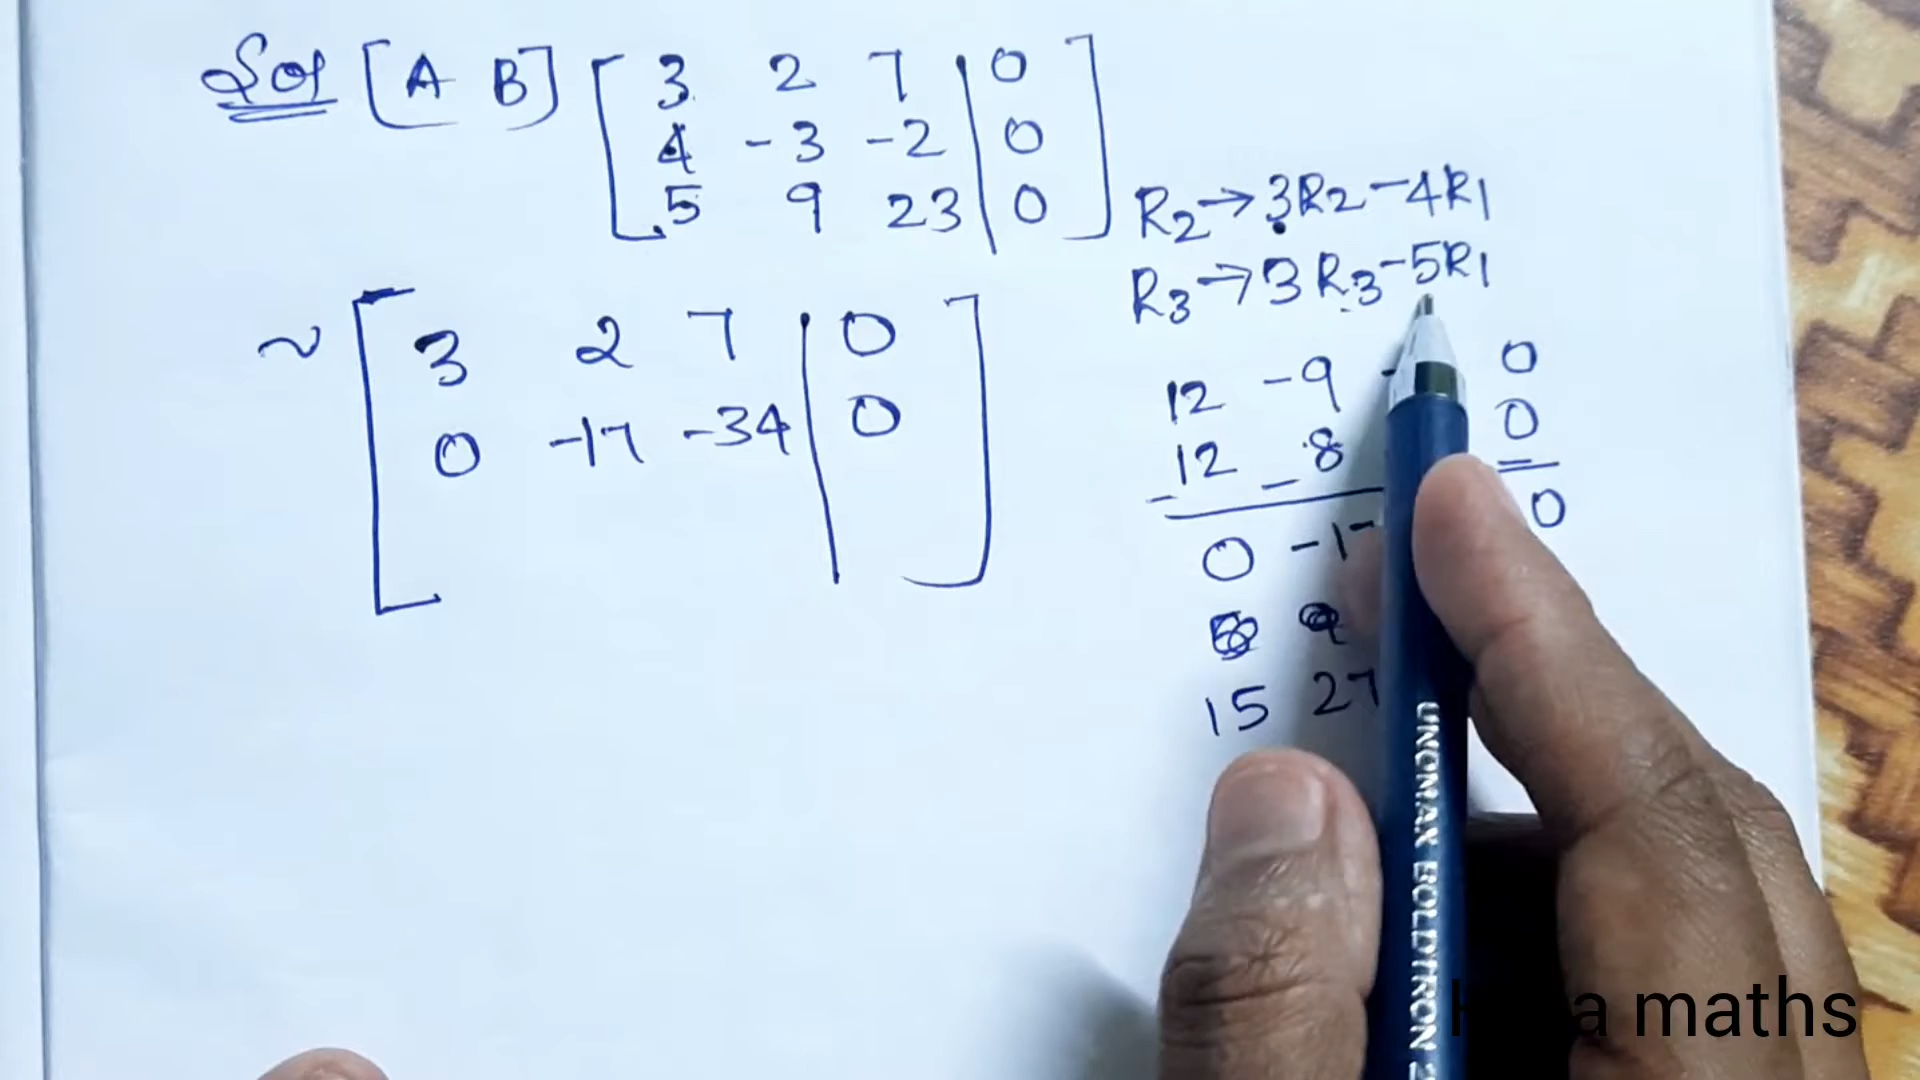 Sol [A B] [3 2 7 | 0
4 -3 -2 | 0
5 9 23 | 0]
R2→3R2-4R1
R3→3R3-5R1
~ [3 2 7 | 0
0 -17 -34 | 0]
12 -9 0
12 8 0
- -
0 0
15 27
UNOMAX BOLDTRON
maths